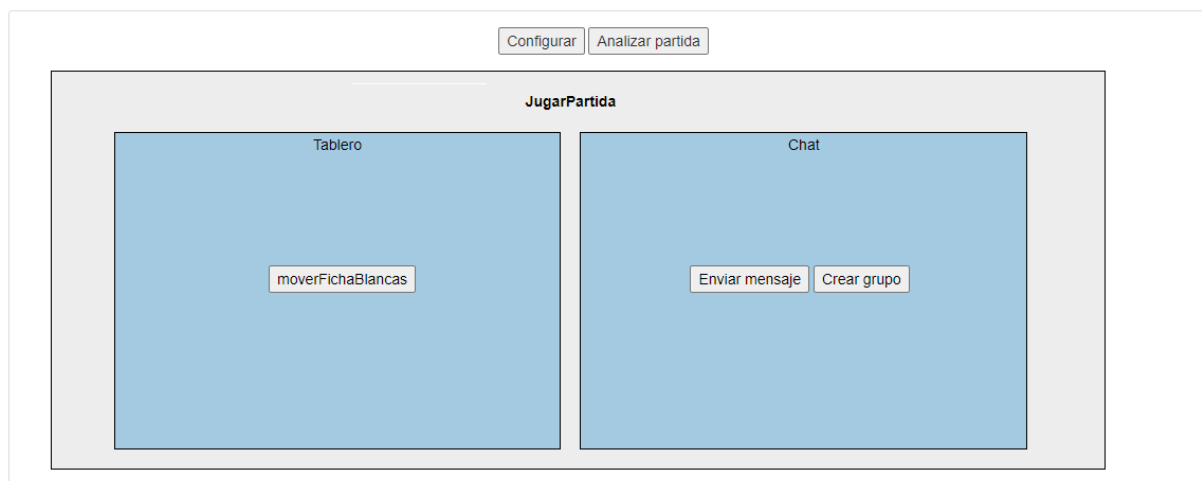 Configurar Analizar partida
JugarPartida
Tablero
Chat
moverFichaBlancas
Enviar mensaje Crear grupo